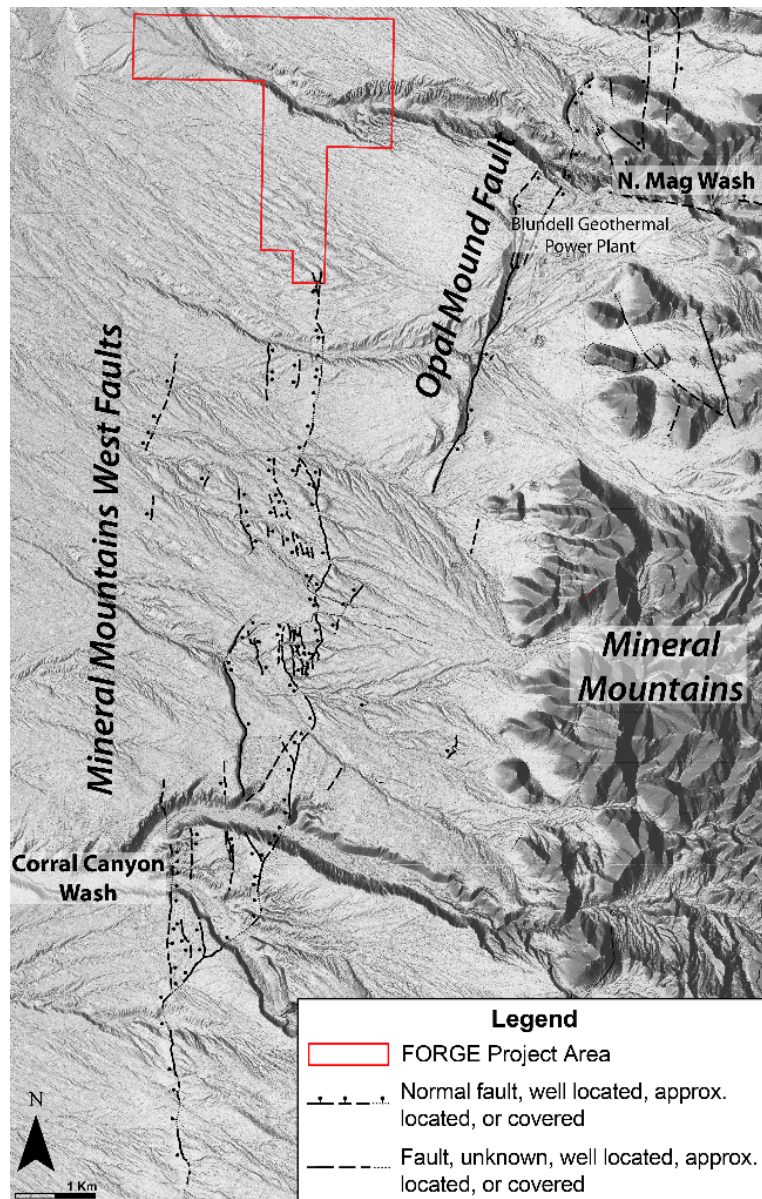 N. Mag Wash
Opal Mound Fault
Blundell Geothermal
Power Plant
Mineral Mountains West Faults
Mineral
Mountains
Corral Canyon
Wash
Legend
FORGE Project Area
Normal fault, well located, approx.
located, or covered
Fault, unknown, well located, approx.
located, or covered
N
1 Km